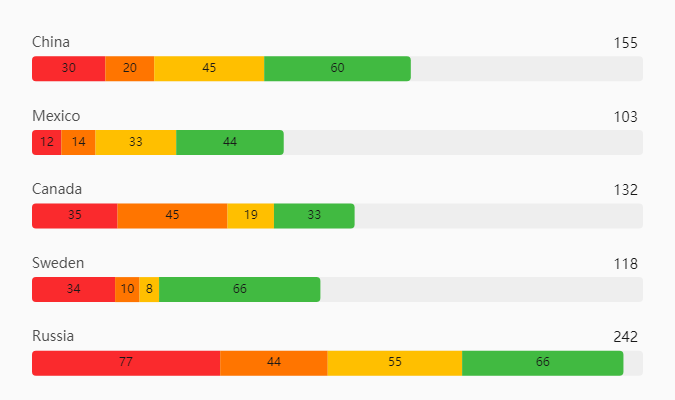 China 155
30 20 45 60
Mexico 103
12 14 33 44
Canada 132
35 45 19 33
Sweden 118
34 10 8 66
Russia 242
77 44 55 66